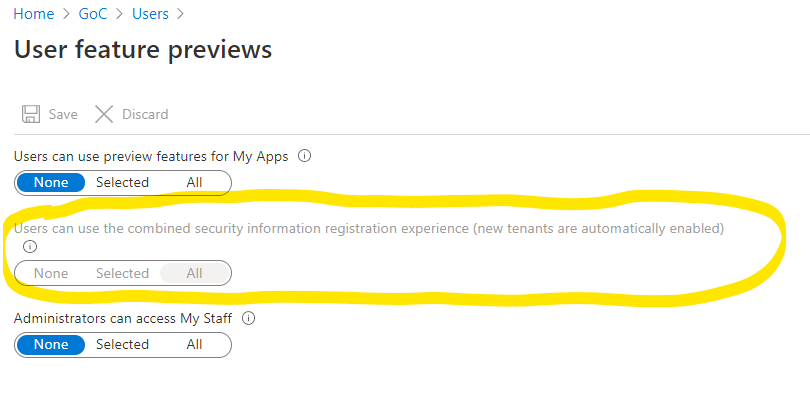 Home > GoC > Users >
User feature previews
Save Discard
Users can use preview features for My Apps
None Selected All
Users can use the combined security information registration experience (new tenants are automatically enabled)
None Selected All
Administrators can access My Staff
None Selected All